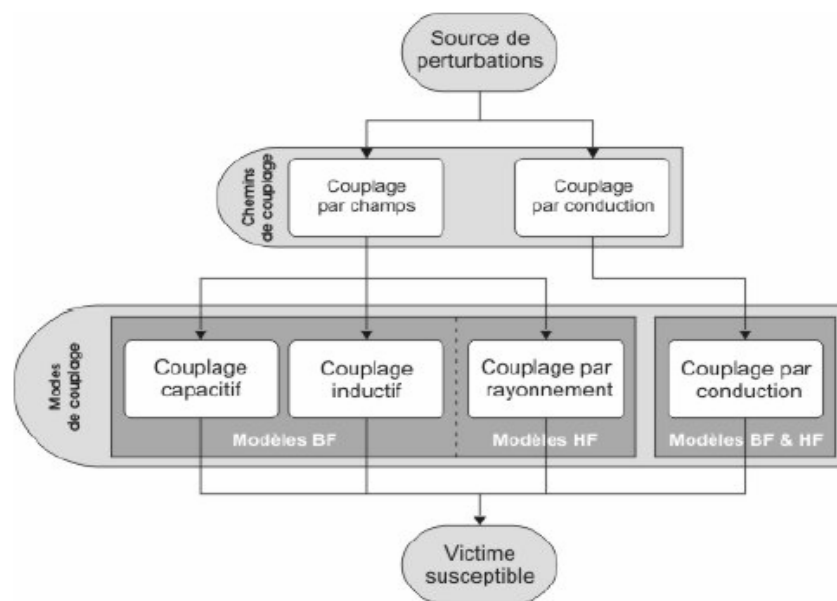 Source de
perturbations
Chemins
de couplage
Couplage
par champs
Couplage
par conduction
Modes
de couplage
Couplage
capacitif
Couplage
inductif
Couplage par
rayonnement
Couplage par
conduction
Modèles BF
Modèles HF
Modèles BF & HF
Victime
susceptible